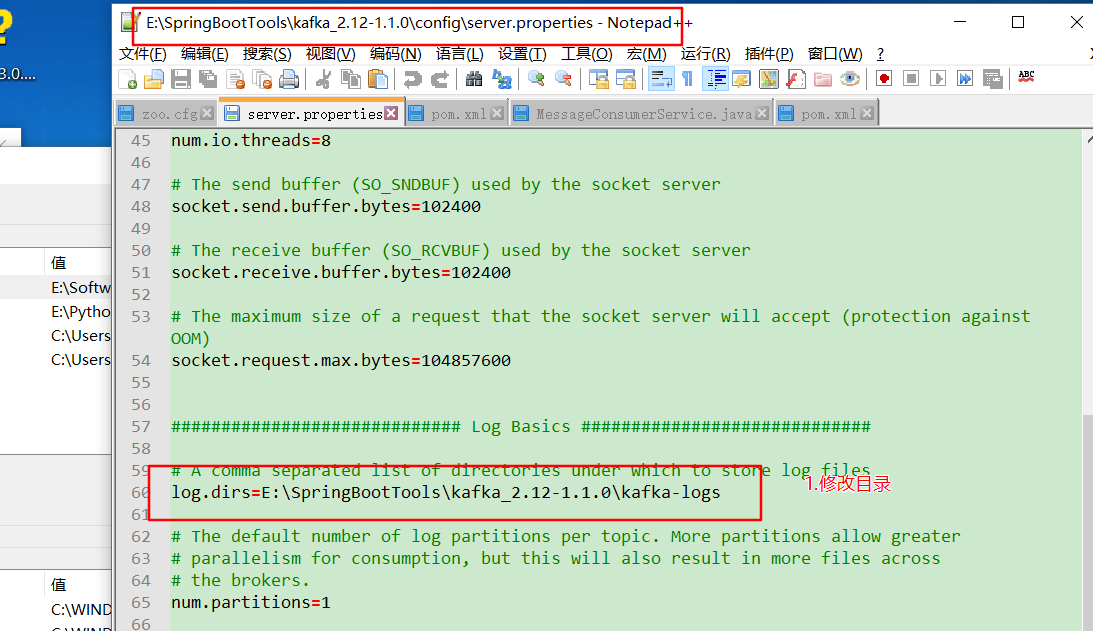 ?
3.0....
E:\SpringBootTools\kafka_2.12-1.1.0\config\server.properties - Notepad++
文件(F) 编辑(E) 搜索(S) 视图(V) 编码(N) 语言(L) 设置(T) 工具(O) 宏(M) 运行(R) 插件(P) 窗口(W) ?
ABC
zoo.cfg server.properties pom.xml MessageConsumerService.java pom.xml
45 num.io.threads=8
46
47 # The send buffer (SO_SNDBUF) used by the socket server
48 socket.send.buffer.bytes=102400
49
50 # The receive buffer (SO_RCVBUF) used by the socket server
51 socket.receive.buffer.bytes=102400
52
53 # The maximum size of a request that the socket server will accept (protection against
OOM)
54 socket.request.max.bytes=104857600
55
56
57 ############################# Log Basics #############################
58
59 # A comma separated list of directories under which to store log files
60 log.dirs=E:\SpringBootTools\kafka_2.12-1.1.0\kafka-logs
1.修改目录
61
62 # The default number of log partitions per topic. More partitions allow greater
63 # parallelism for consumption, but this will also result in more files across
64 # the brokers.
65 num.partitions=1
66
值
E:\Softw
E:\Pytho
C:\Users
C:\Users
值
C:\WIND